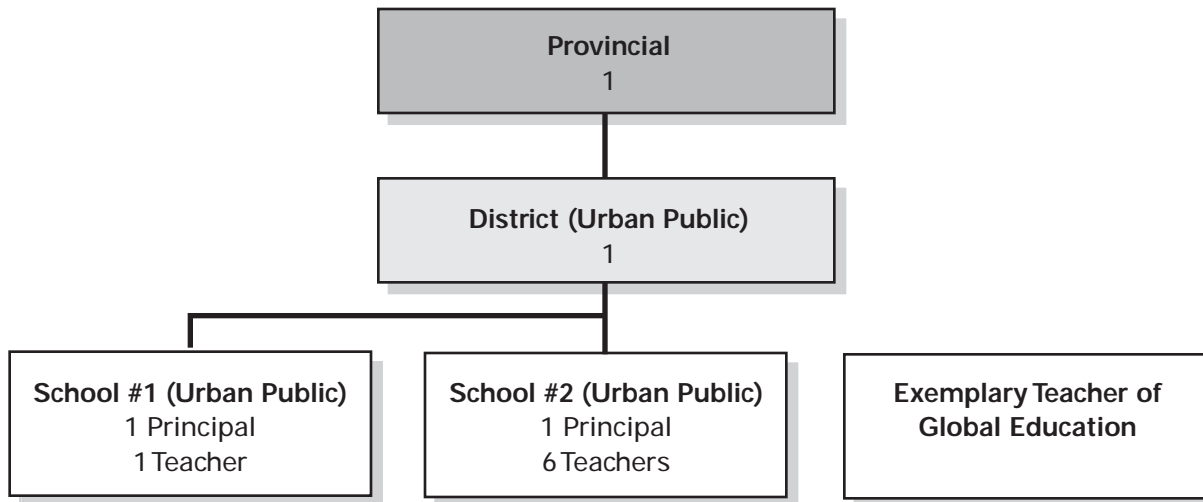 Provincial
1
District (Urban Public)
1
School #1 (Urban Public)
1 Principal
1 Teacher
School #2 (Urban Public)
1 Principal
6 Teachers
Exemplary Teacher of
Global Education